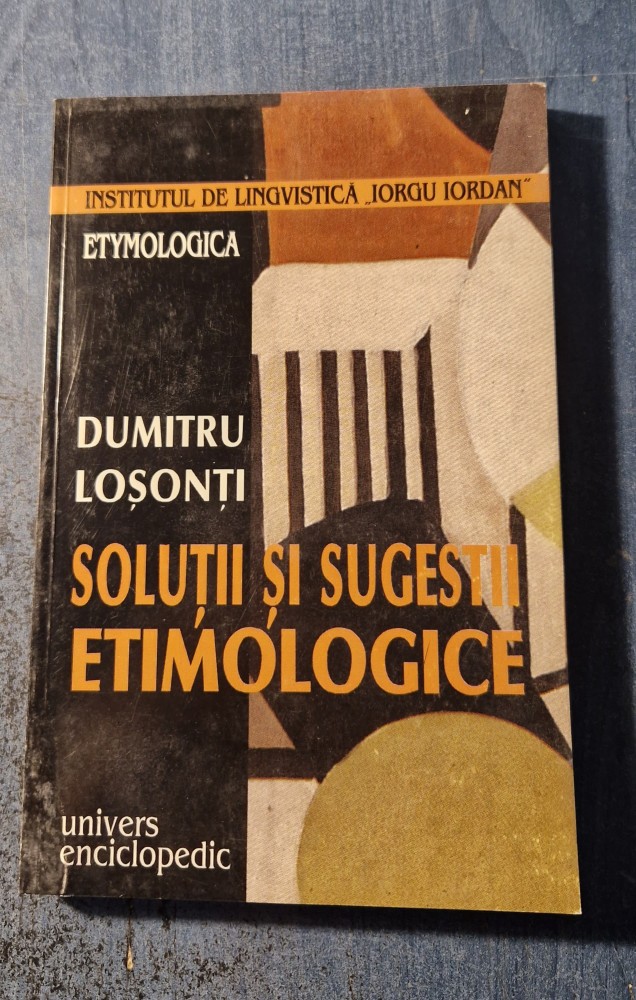 INSTITUTUL DE LINGVISTICĂ „IORGU IORDAN”
ETYMOLOGICA
DUMITRU
LOȘONȚI
SOLUȚII ȘI SUGESTII
ETIMOLOGICE
univers
enciclopedic